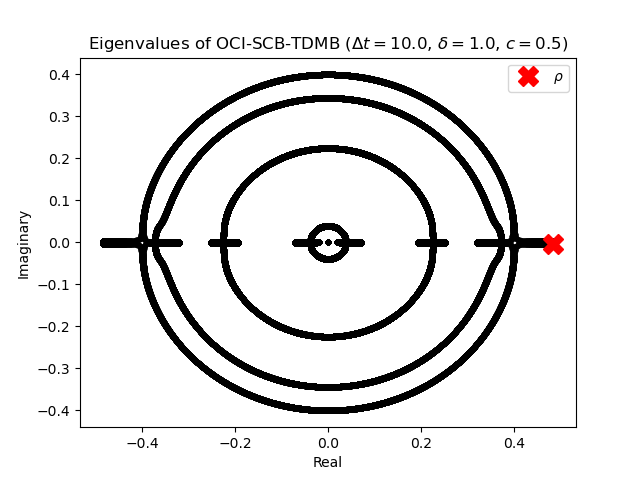 Eigenvalues of OCI-SCB-TDMB (Δt = 10.0, δ = 1.0, c = 0.5)
ρ
0.4
0.3
0.2
0.1
0.0
−0.1
−0.2
−0.3
−0.4
Imaginary
−0.4 −0.2 0.0 0.2 0.4
Real